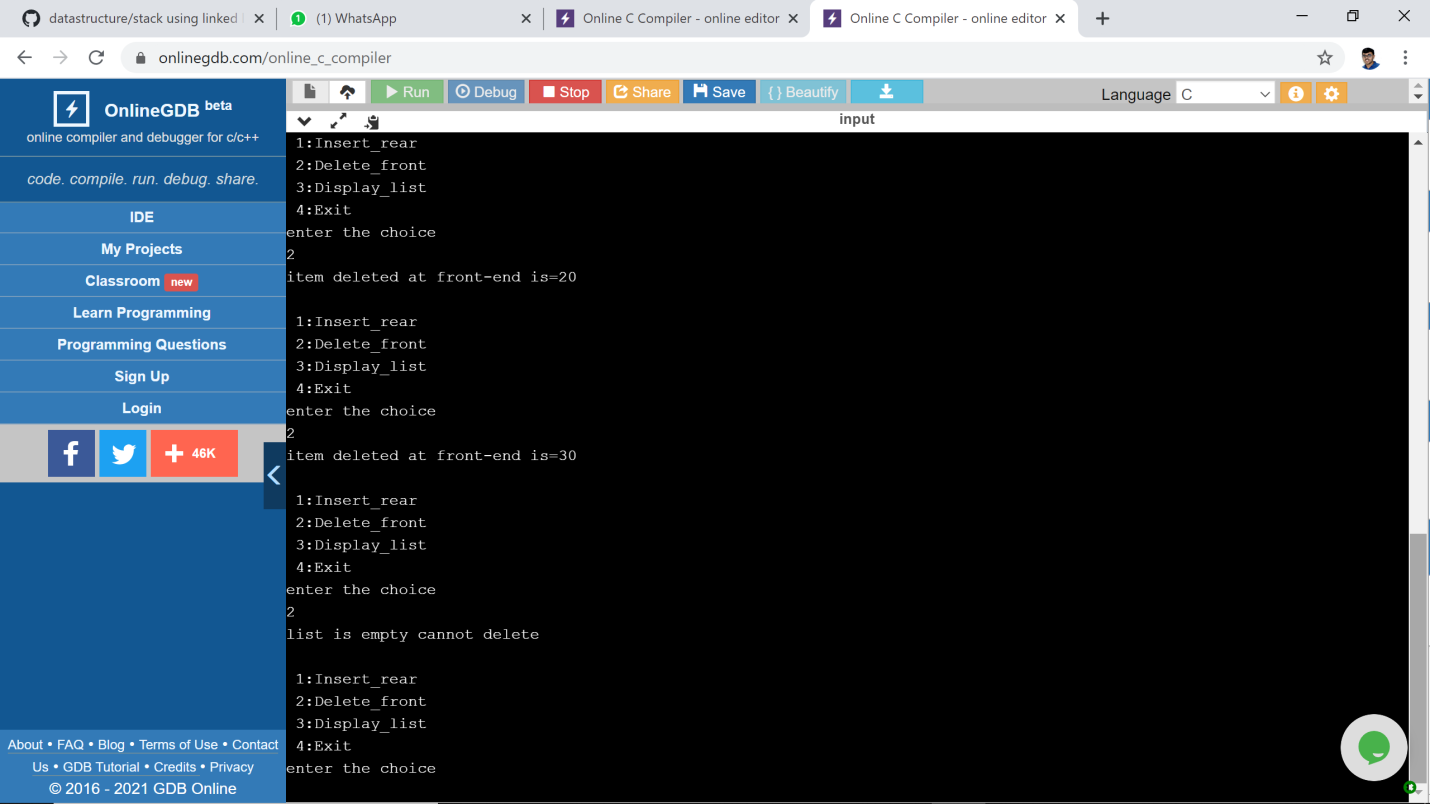 datastructure/stack using linked
1
(1) WhatsApp
Online C Compiler - online editor
Online C Compiler - online editor
onlinegdb.com/online_c_compiler
OnlineGDB beta
online compiler and debugger for c/c++
code. compile. run. debug. share.
IDE
My Projects
Classroom new
Learn Programming
Programming Questions
Sign Up
Login
46K
About • FAQ • Blog • Terms of Use • Contact
Us • GDB Tutorial • Credits • Privacy
© 2016 - 2021 GDB Online
Run Debug Stop Share Save { } Beautify
Language C
input
1:Insert_rear
2:Delete_front
3:Display_list
4:Exit
enter the choice
2
item deleted at front-end is=20
1:Insert_rear
2:Delete_front
3:Display_list
4:Exit
enter the choice
2
item deleted at front-end is=30
1:Insert_rear
2:Delete_front
3:Display_list
4:Exit
enter the choice
2
list is empty cannot delete
1:Insert_rear
2:Delete_front
3:Display_list
4:Exit
enter the choice